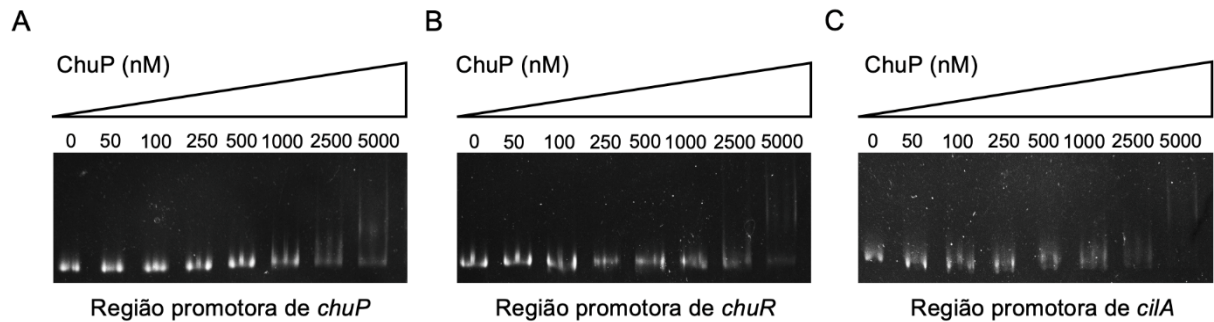 A
ChuP (nM)
0 50 100 250 500 1000 2500 5000
Região promotora de chuP
B
ChuP (nM)
0 50 100 250 500 1000 2500 5000
Região promotora de chuR
C
ChuP (nM)
0 50 100 250 500 1000 2500 5000
Região promotora de cilA